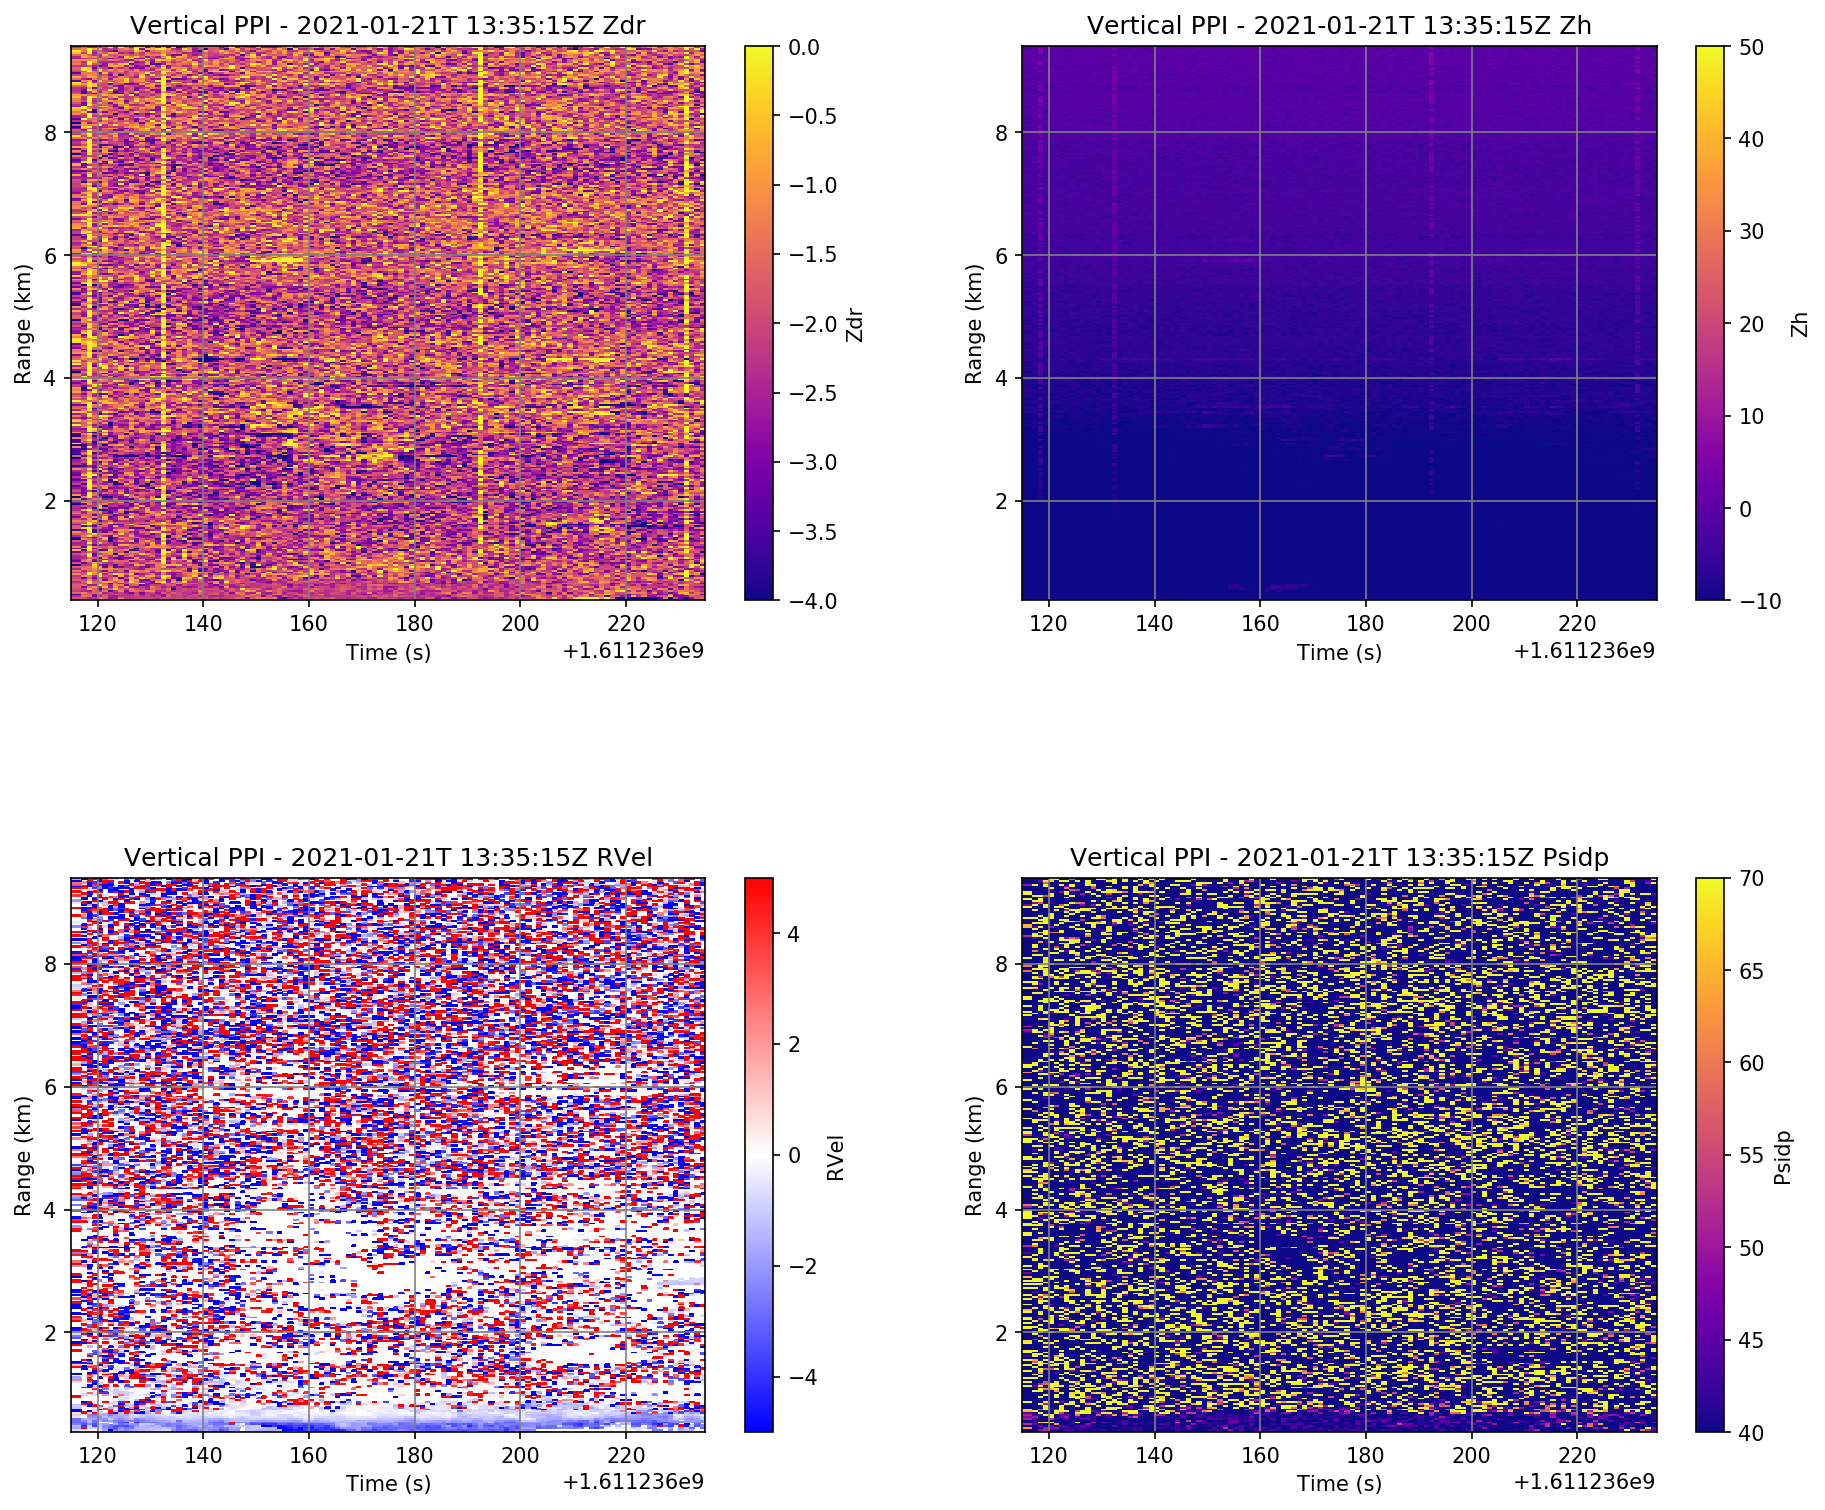 Vertical PPI - 2021-01-21T 13:35:15Z Zdr
0.0
−0.5
−1.0
−1.5
−2.0
−2.5
−3.0
−3.5
−4.0
Zdr
8
6
4
2
Range (km)
120 140 160 180 200 220
Time (s)
+1.611236e9
Vertical PPI - 2021-01-21T 13:35:15Z Zh
50
40
30
20
10
0
−10
Zh
8
6
4
2
Range (km)
120 140 160 180 200 220
Time (s)
+1.611236e9
Vertical PPI - 2021-01-21T 13:35:15Z RVel
4
2
0
−2
−4
RVel
8
6
4
2
Range (km)
120 140 160 180 200 220
Time (s)
+1.611236e9
Vertical PPI - 2021-01-21T 13:35:15Z Psidp
70
65
60
55
50
45
40
Psidp
8
6
4
2
Range (km)
120 140 160 180 200 220
Time (s)
+1.611236e9